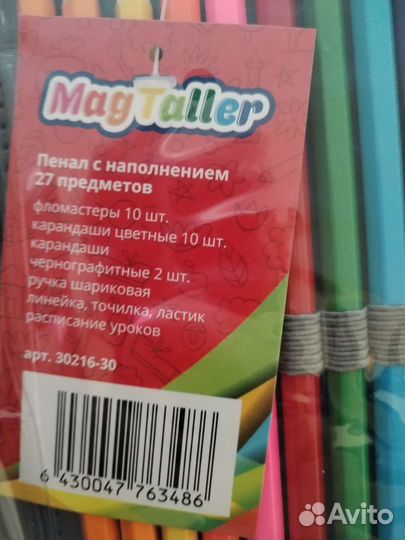 MagTaller
Пенал с наполнением
27 предметов
фломастеры 10 шт.
карандаши цветные 10 шт.
карандаши
чернографитные 2 шт.
ручка шариковая
линейка, точилка, ластик
расписание уроков
арт. 30216-30
6 430047 763486
Avito